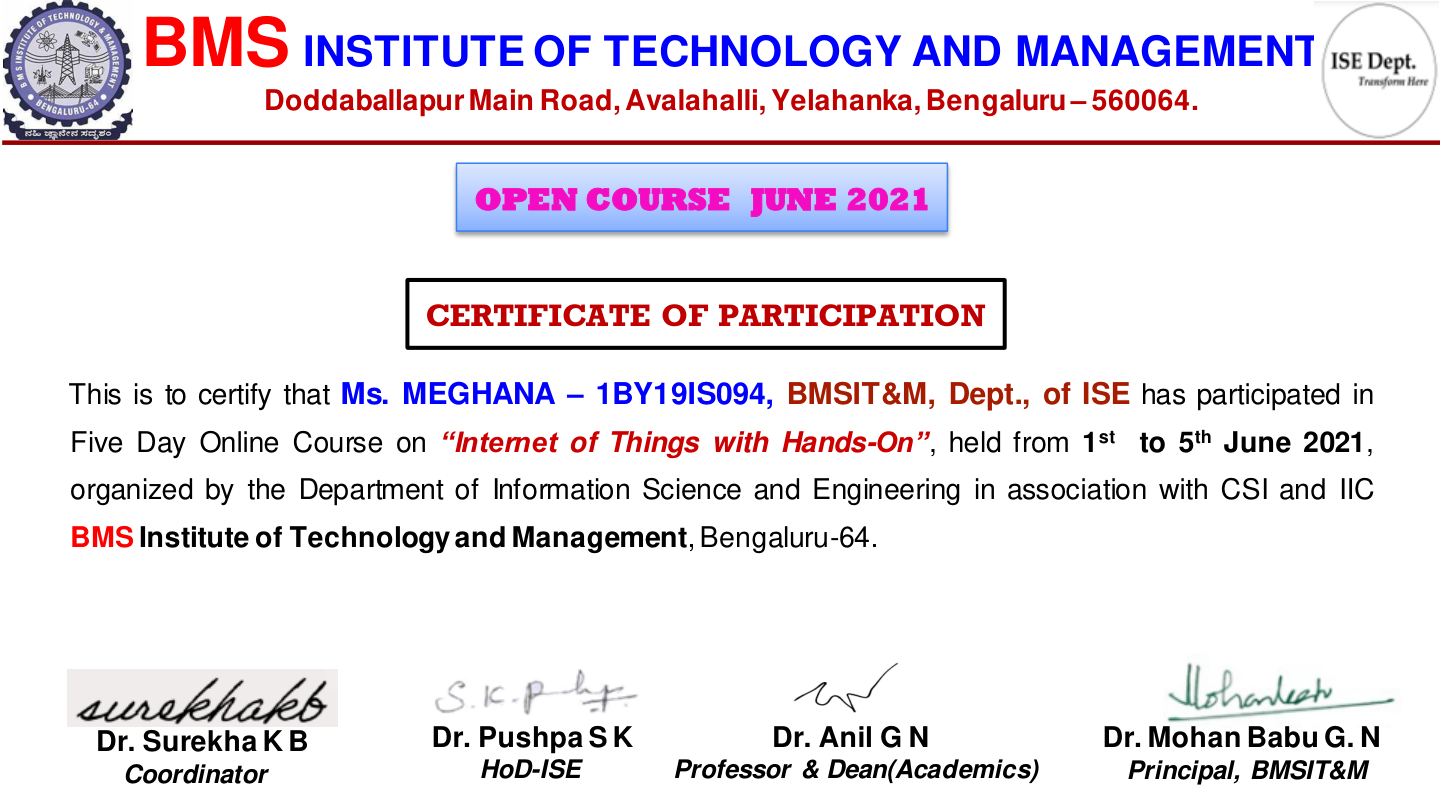 B M S INSTITUTE OF TECHNOLOGY & MANAGEMENT
BENGALURU-64
ನಹಿ ಜ್ಞಾನೇನ ಸದೃಶಂ
BMS INSTITUTE OF TECHNOLOGY AND MANAGEMENT
Doddaballapur Main Road, Avalahalli, Yelahanka, Bengaluru – 560064.
ISE Dept.
Transform Here
OPEN COURSE JUNE 2021
CERTIFICATE OF PARTICIPATION
This is to certify that Ms. MEGHANA – 1BY19IS094, BMSIT&M, Dept., of ISE has participated in
Five Day Online Course on “Internet of Things with Hands-On”, held from 1st to 5th June 2021,
organized by the Department of Information Science and Engineering in association with CSI and IIC
BMS Institute of Technology and Management, Bengaluru-64.
surekhakb
S.K.Pushpa
Dr. Surekha K B
Coordinator
Dr. Pushpa S K
HoD-ISE
Dr. Anil G N
Professor & Dean(Academics)
Dr. Mohan Babu G. N
Principal, BMSIT&M